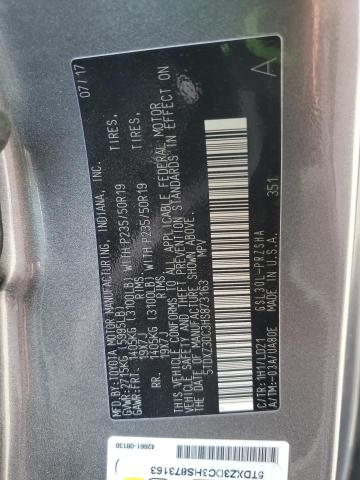 07/17
MFD.BY:TOYOTA MOTOR MANUFACTURING, INDIANA, INC.
GVWR:2715KG (5995LB)
GAWR:FRT. 1405KG (3100LB) WITH P235/50R19 TIRES,
19X7J RIMS
RR. 1405KG (3100LB) WITH P235/50R19 TIRES,
19X7J RIMS
THIS VEHICLE CONFORMS TO ALL APPLICABLE FEDERAL MOTOR
VEHICLE SAFETY AND THEFT PREVENTION STANDARDS IN EFFECT ON
THE DATE OF MANUFACTURE SHOWN ABOVE.
5TDXZ3DC3HS873163 MPV
A
C/TR:1H1/LD21 GSL30L-PRZSHA
A/TM:-03A/UA80E 351
42661-08130
5TDXZ3DC3HS873163